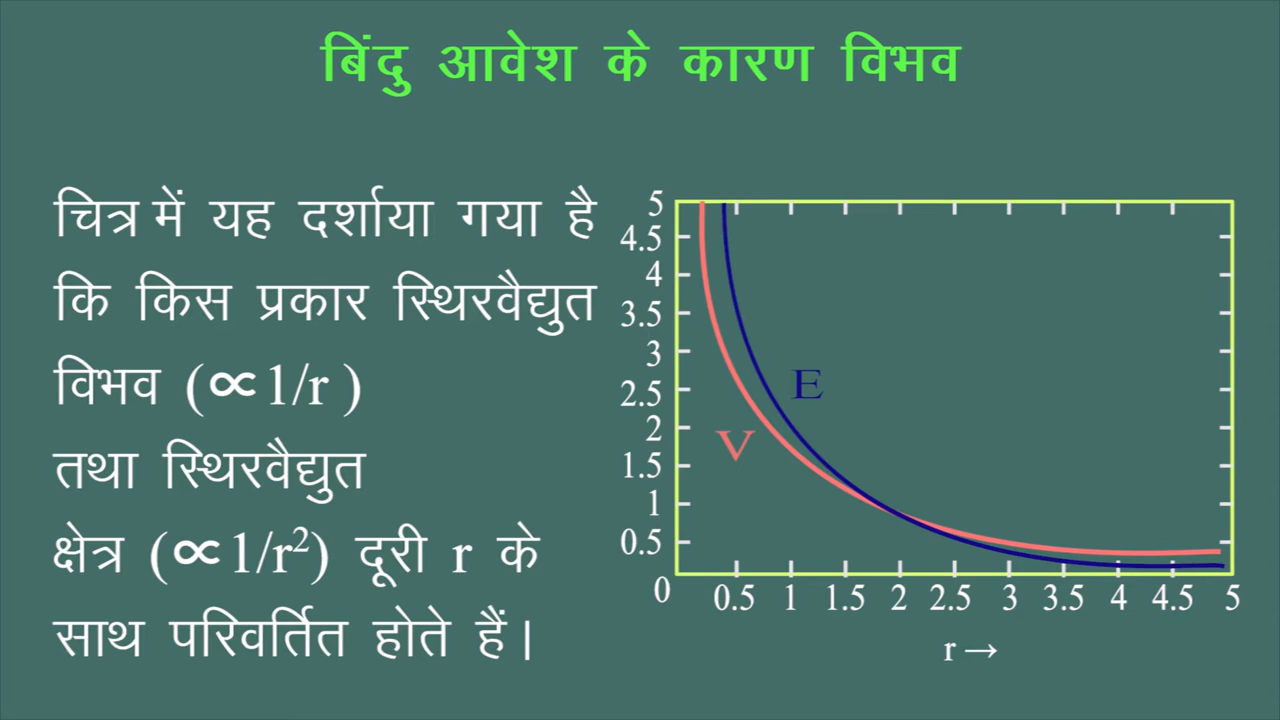 बिंदु आवेश के कारण विभव
चित्र में यह दर्शाया गया है
कि किस प्रकार स्थिरवैद्युत
विभव (∝1/r )
तथा स्थिरवैद्युत
क्षेत्र (∝1/r²) दूरी r के
साथ परिवर्तित होते हैं।
5
4.5
4
3.5
3
2.5
2
1.5
1
0.5
E
V
0 0.5 1 1.5 2 2.5 3 3.5 4 4.5 5
r→